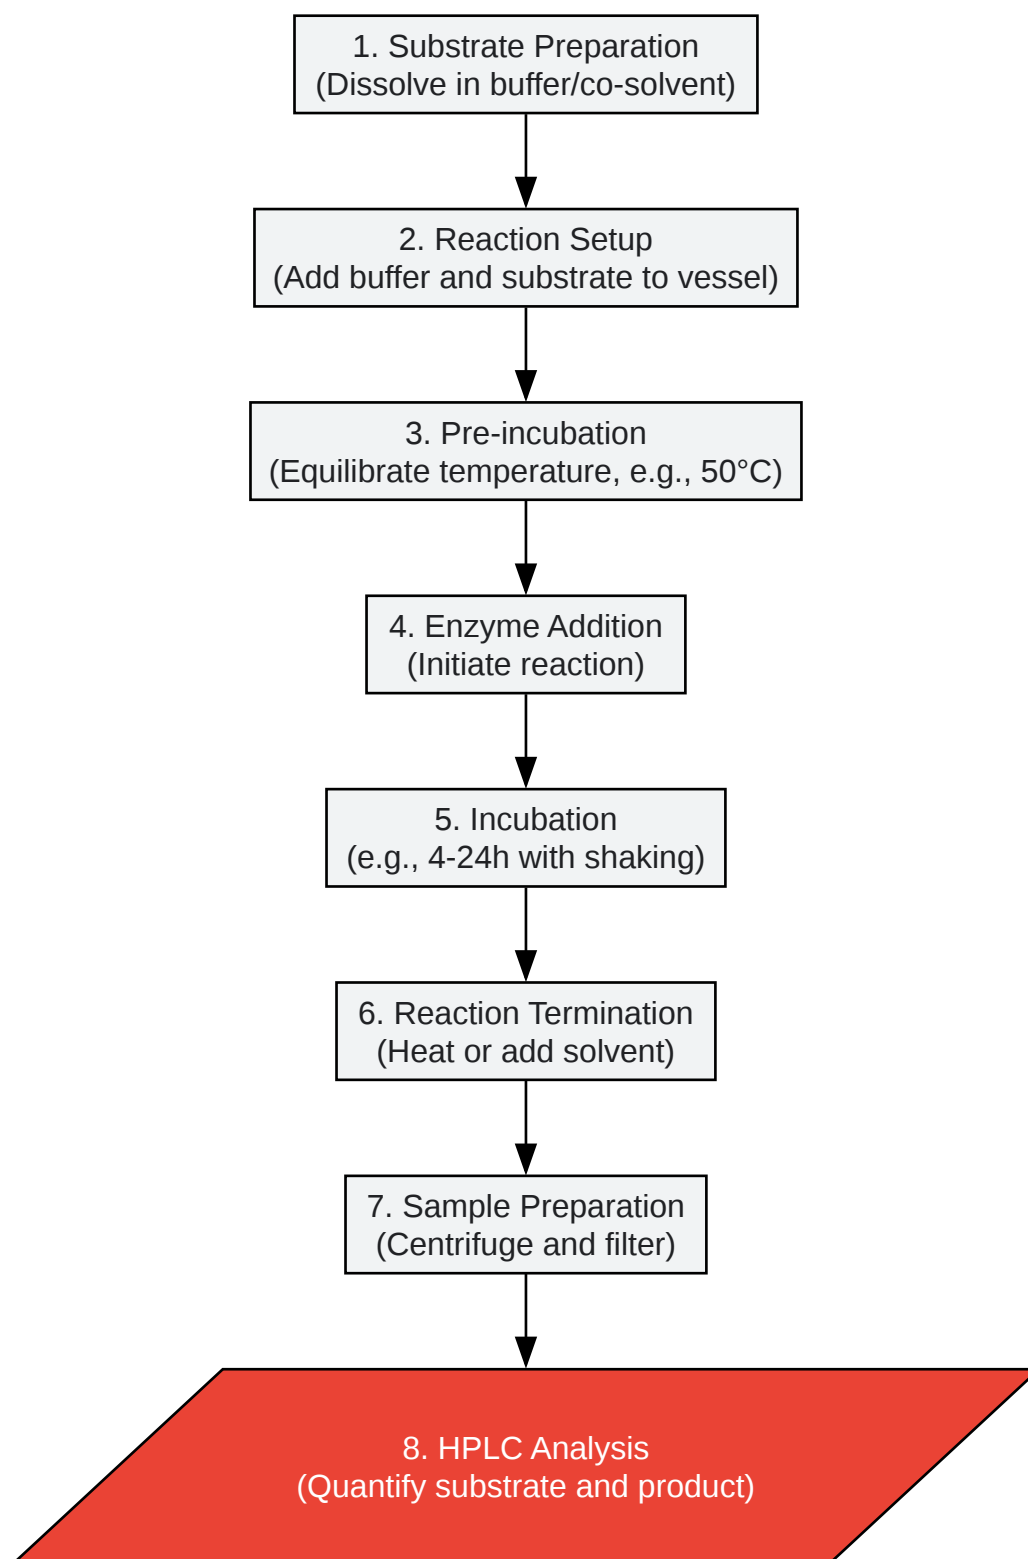 1. Substrate Preparation
(Dissolve in buffer/co-solvent)
2. Reaction Setup
(Add buffer and substrate to vessel)
3. Pre-incubation
(Equilibrate temperature, e.g., 50°C)
4. Enzyme Addition
(Initiate reaction)
5. Incubation
(e.g., 4-24h with shaking)
6. Reaction Termination
(Heat or add solvent)
7. Sample Preparation
(Centrifuge and filter)
8. HPLC Analysis
(Quantify substrate and product)